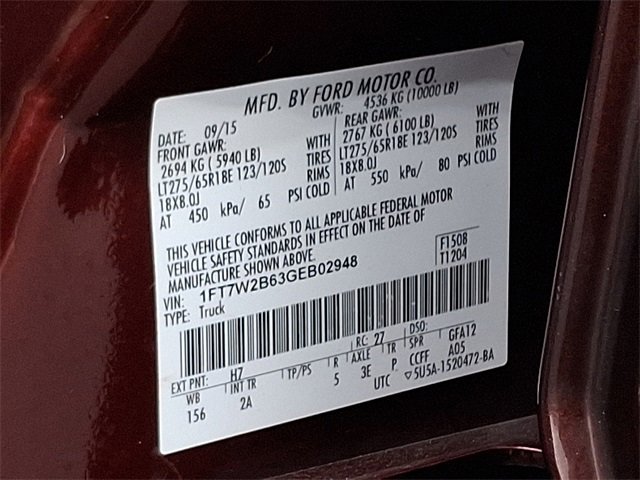 MFD. BY FORD MOTOR CO.
DATE: 09/15 GVWR: 4536 KG (10000 LB)
FRONT GAWR: REAR GAWR:
2694 KG ( 5940 LB) WITH 2767 KG ( 6100 LB) WITH
LT275/65R18E 123/120S TIRES LT275/65R18E 123/120S TIRES
18X8.0J RIMS 18X8.0J RIMS
AT 450 kPa/ 65 PSI COLD AT 550 kPa/ 80 PSI COLD
THIS VEHICLE CONFORMS TO ALL APPLICABLE FEDERAL MOTOR
VEHICLE SAFETY STANDARDS IN EFFECT ON THE DATE OF
MANUFACTURE SHOWN ABOVE.
VIN: 1FT7W2B63GEB02948 F1508
TYPE: Truck T1204
EXT PNT: H7 RC: 27 DSO:
WB INT TR TP/PS R AXLE TR SPR GFA12
156 2A 5 3E P CCFF A05
UTC ▽5U5A-1520472-BA